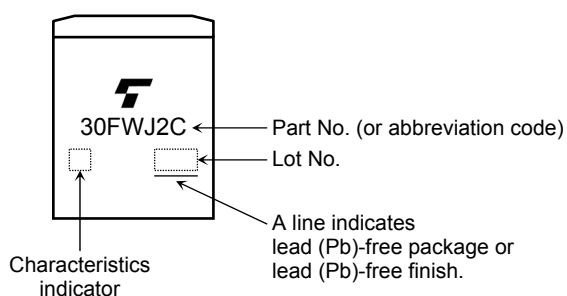 30FWJ2C
Part No. (or abbreviation code)
Lot No.
A line indicates
lead (Pb)-free package or
lead (Pb)-free finish.
Characteristics
indicator